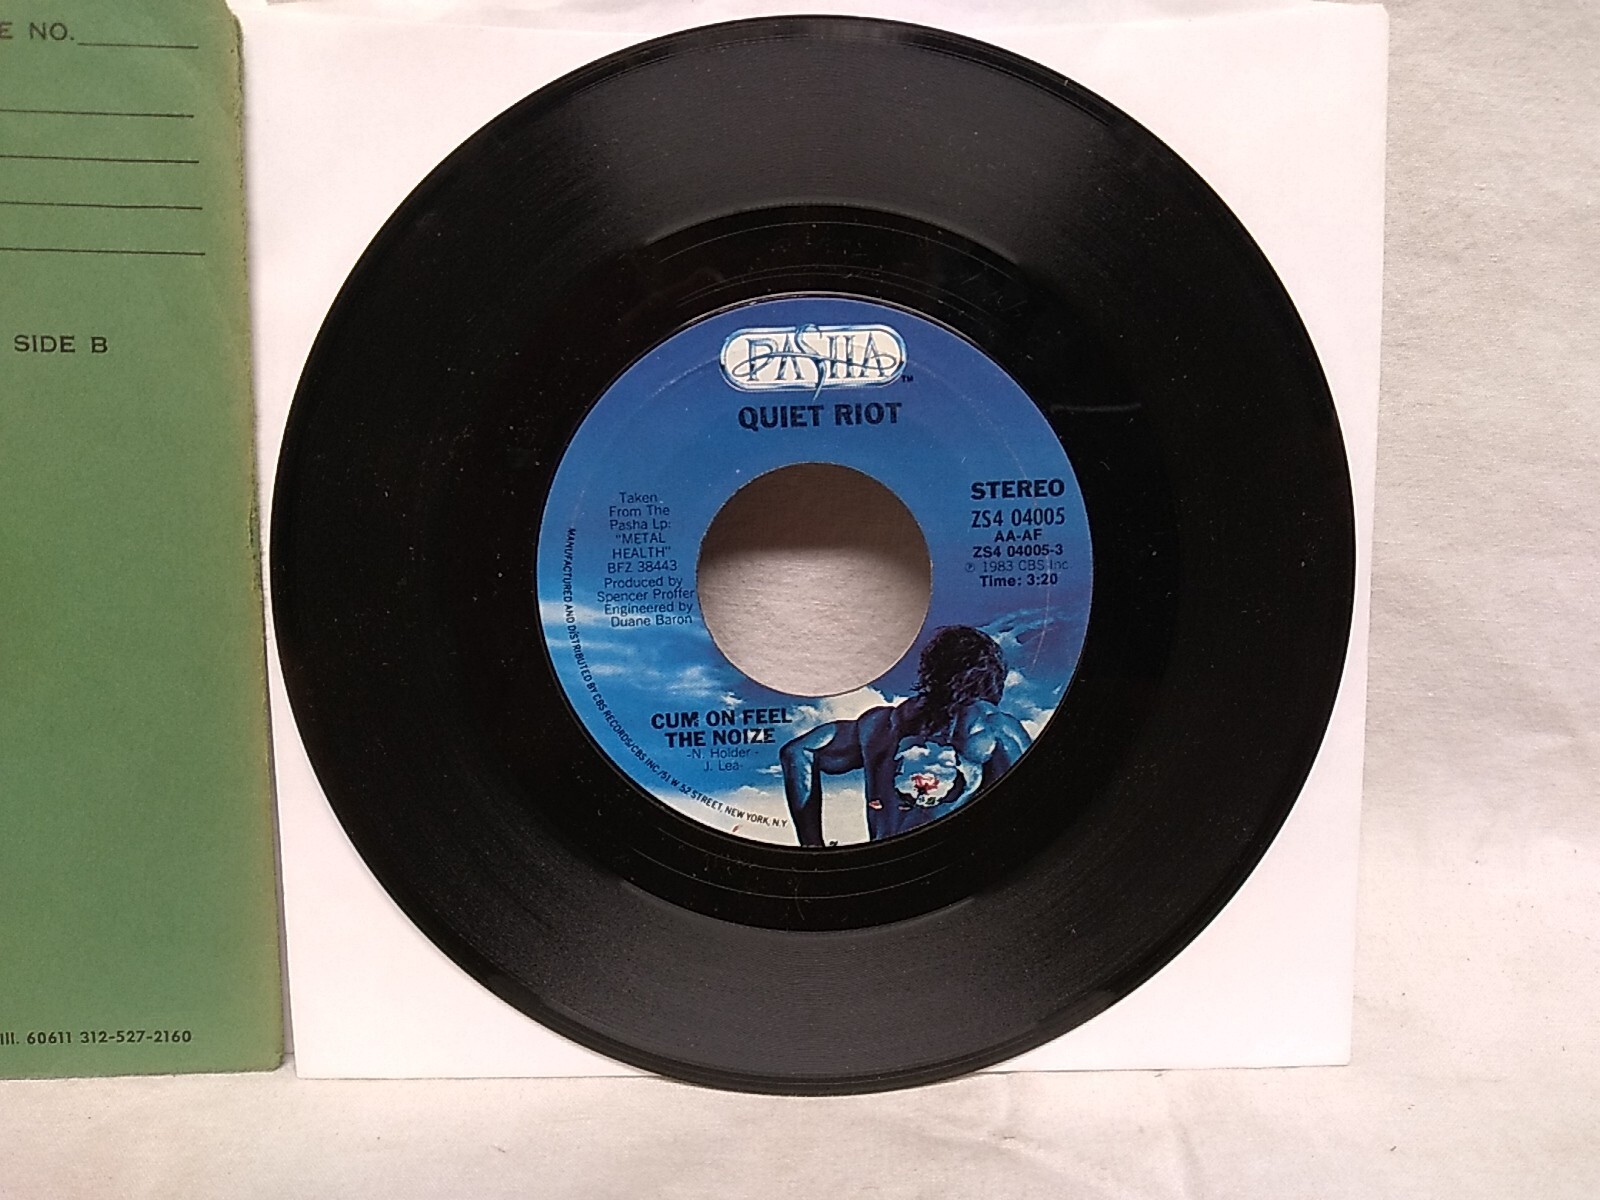 E NO.
SIDE B
Ill. 60611 312-527-2160
PASHA
TM
QUIET RIOT
Taken
From The
Pasha Lp:
"METAL
HEALTH"
BFZ 38443
Produced by
Spencer Proffer
Engineered by
Duane Baron
STEREO
ZS4 04005
AA-AF
ZS4 04005-3
℗ 1983 CBS Inc
Time: 3:20
CUM ON FEEL
THE NOIZE
-N. Holder-
J. Lea-
MANUFACTURED AND DISTRIBUTED BY CBS RECORDS/CBS INC./51 W. 52 STREET, NEW YORK, N.Y.